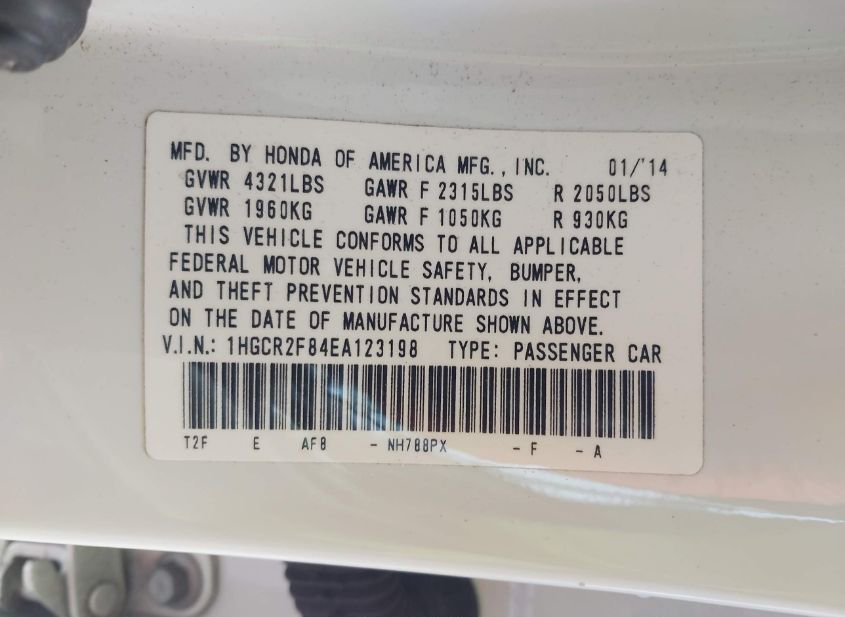 MFD. BY HONDA OF AMERICA MFG., INC. 01/'14
GVWR 4321LBS GAWR F 2315LBS R 2050LBS
GVWR 1960KG GAWR F 1050KG R 930KG
THIS VEHICLE CONFORMS TO ALL APPLICABLE
FEDERAL MOTOR VEHICLE SAFETY, BUMPER,
AND THEFT PREVENTION STANDARDS IN EFFECT
ON THE DATE OF MANUFACTURE SHOWN ABOVE.
V.I.N.: 1HGCR2F84EA123198 TYPE: PASSENGER CAR
T2F E AF8 - NH788PX - F - A